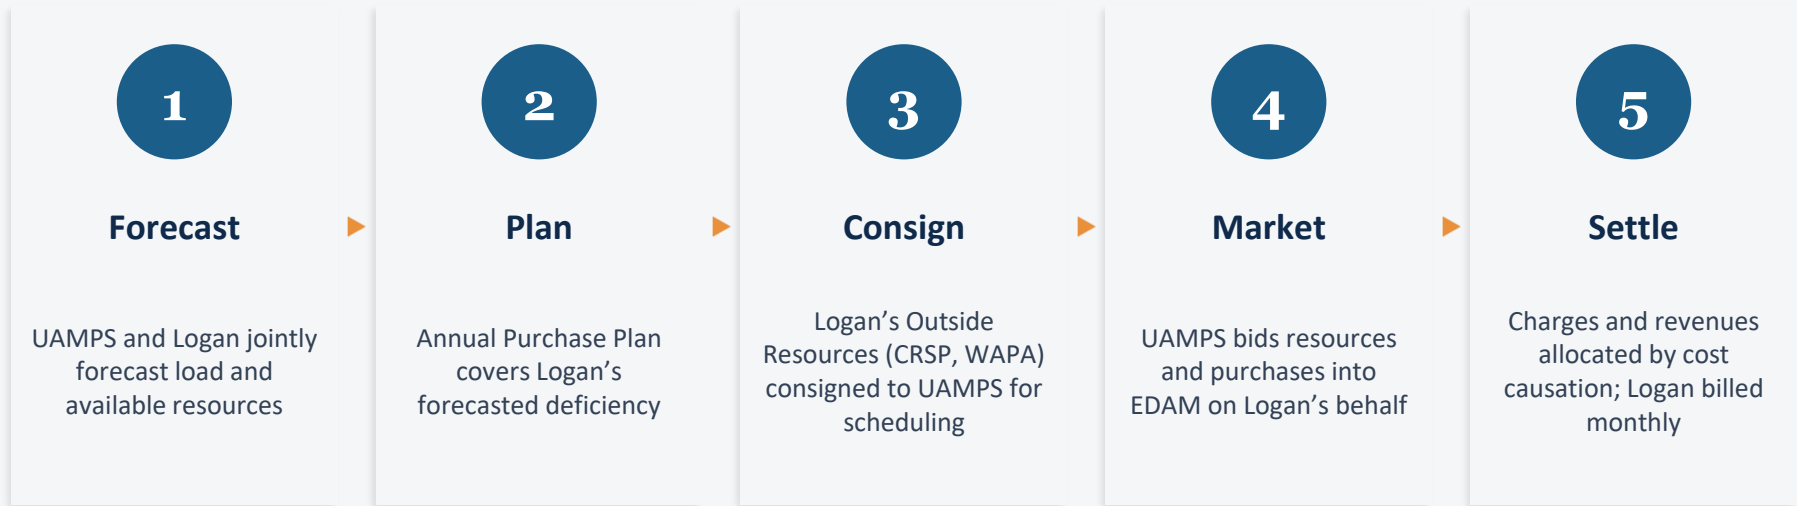 1
Forecast
UAMPS and Logan jointly
forecast load and
available resources
2
Plan
Annual Purchase Plan
covers Logan’s
forecasted deficiency
3
Consign
Logan’s Outside
Resources (CRSP, WAPA)
consigned to UAMPS for
scheduling
4
Market
UAMPS bids resources
and purchases into
EDAM on Logan’s behalf
5
Settle
Charges and revenues
allocated by cost
causation; Logan billed
monthly